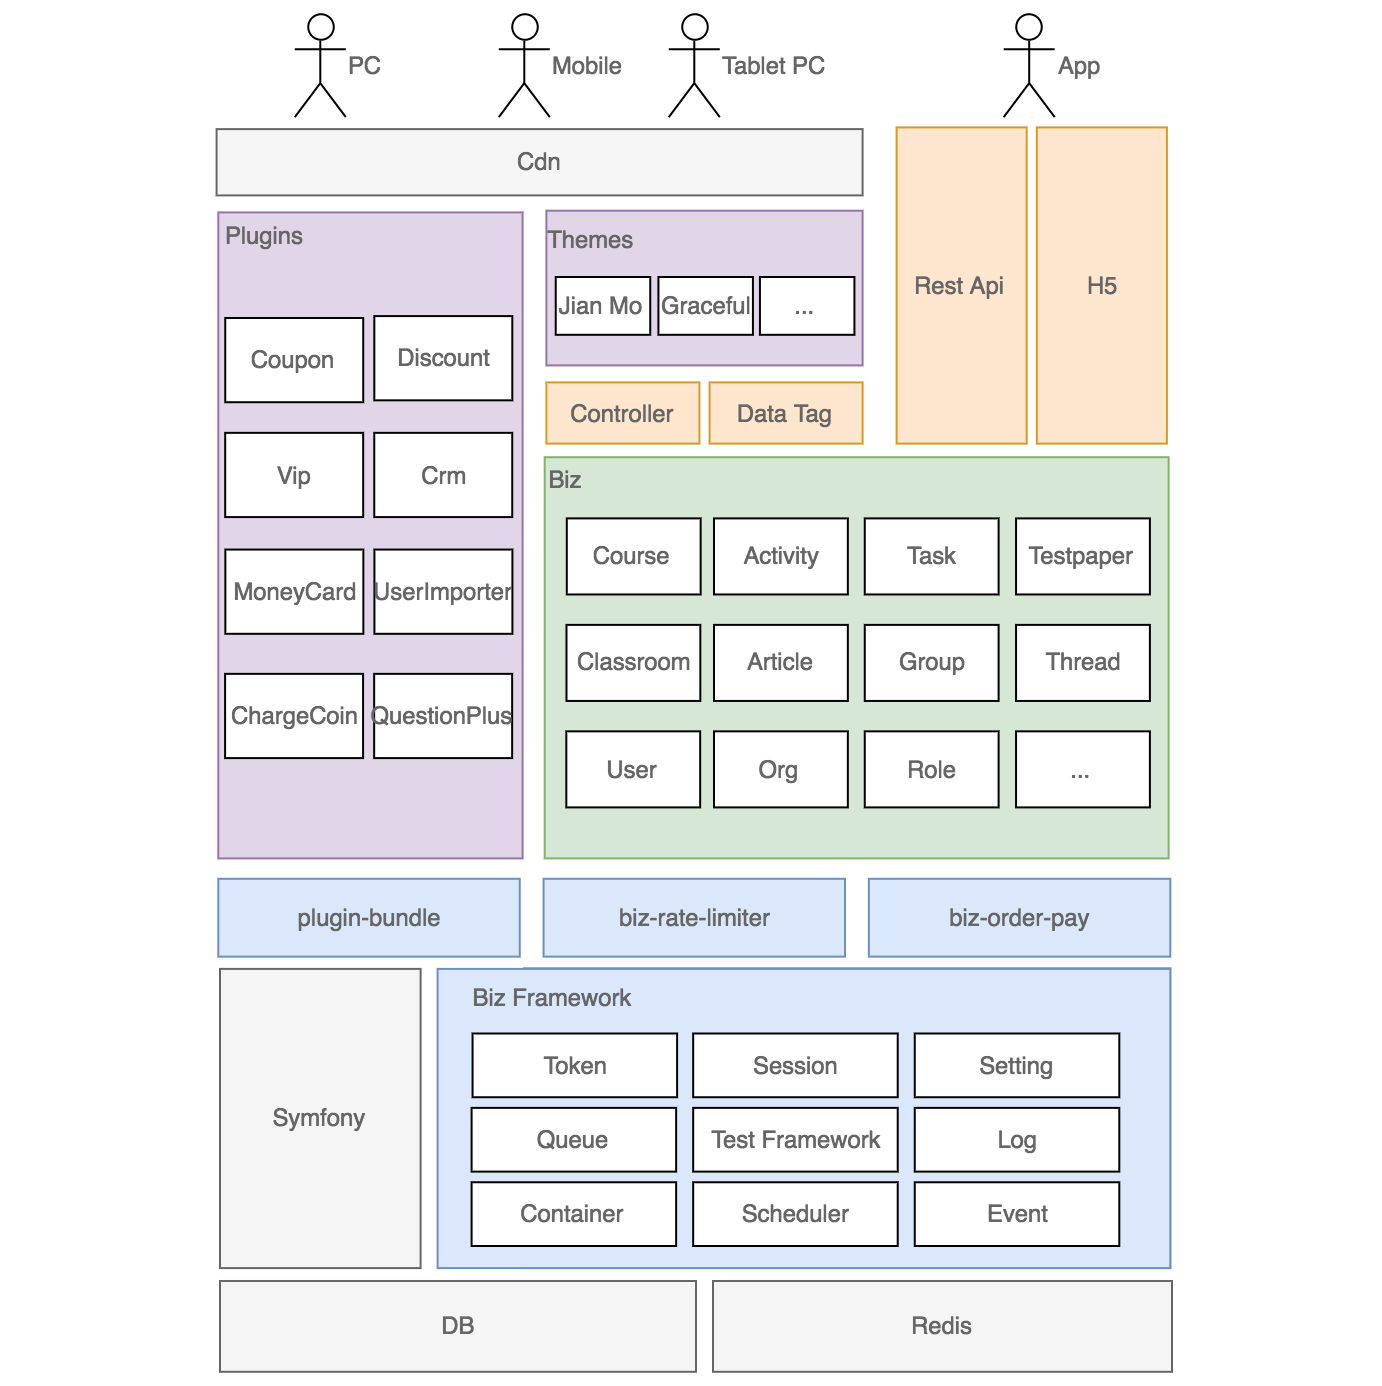 PC
Mobile
Tablet PC
App
Cdn
Rest Api
H5
Plugins
Coupon
Discount
Vip
Crm
MoneyCard
UserImporter
ChargeCoin
QuestionPlus
Themes
Jian Mo
Graceful
...
Controller
Data Tag
Biz
Course
Activity
Task
Testpaper
Classroom
Article
Group
Thread
User
Org
Role
...
plugin-bundle
biz-rate-limiter
biz-order-pay
Symfony
Biz Framework
Token
Session
Setting
Queue
Test Framework
Log
Container
Scheduler
Event
DB
Redis